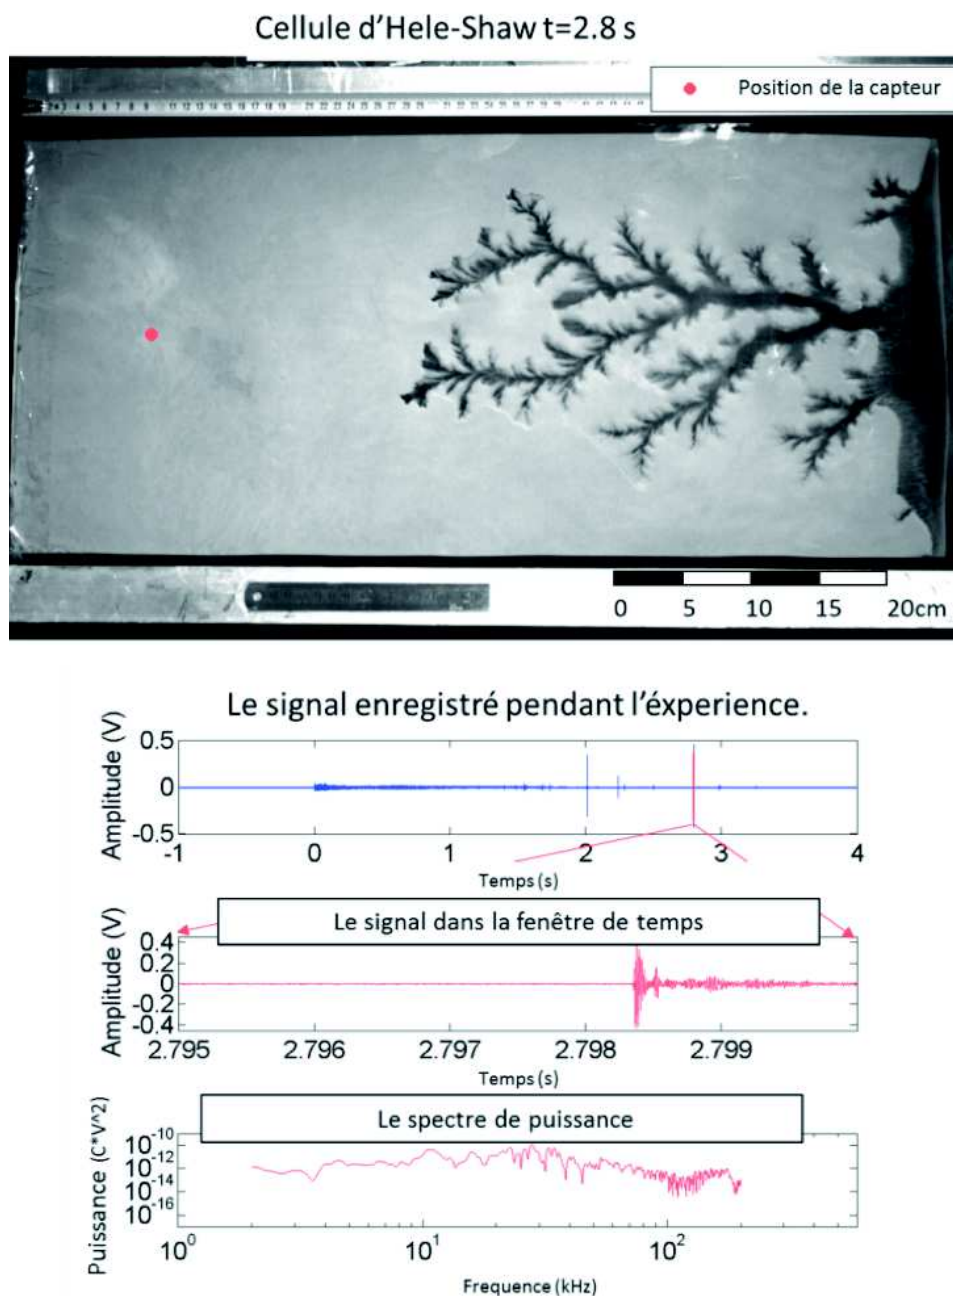 Cellule d'Hele-Shaw t=2.8 s
Position de la capteur
0 5 10 15 20cm
Le signal enregistré pendant l'éxperience.
Amplitude (V)
0.5
0
-0.5
-1 0 1 2 3 4
Temps (s)
Le signal dans la fenêtre de temps
Amplitude (V)
0.4
0.2
0
-0.2
-0.4
2.795 2.796 2.797 2.798 2.799
Temps (s)
Le spectre de puissance
Puissance (C*V^2)
10^-10
10^-12
10^-14
10^-16
10^0 10^1 10^2
Frequence (kHz)